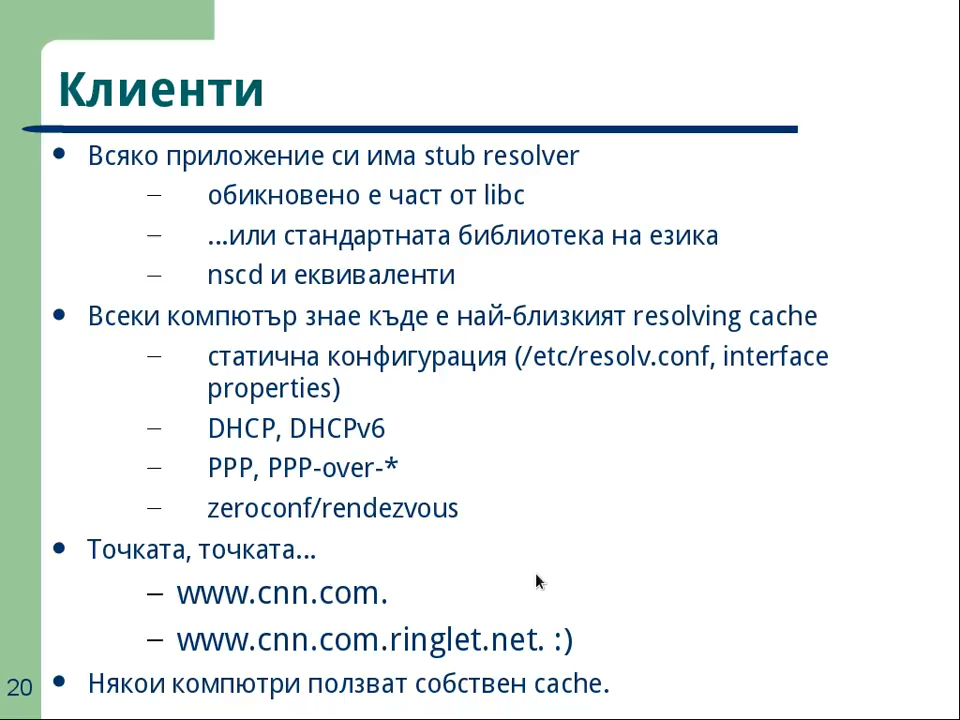 Клиенти
• Всяко приложение си има stub resolver
– обикновено е част от libc
– ...или стандартната библиотека на езика
– nscd и еквиваленти
• Всеки компютър знае къде е най-близкият resolving cache
– статична конфигурация (/etc/resolv.conf, interface
properties)
– DHCP, DHCPv6
– PPP, PPP-over-*
– zeroconf/rendezvous
• Точката, точката...
– www.cnn.com.
– www.cnn.com.ringlet.net. :)
• Някои компютри ползват собствен cache.
20